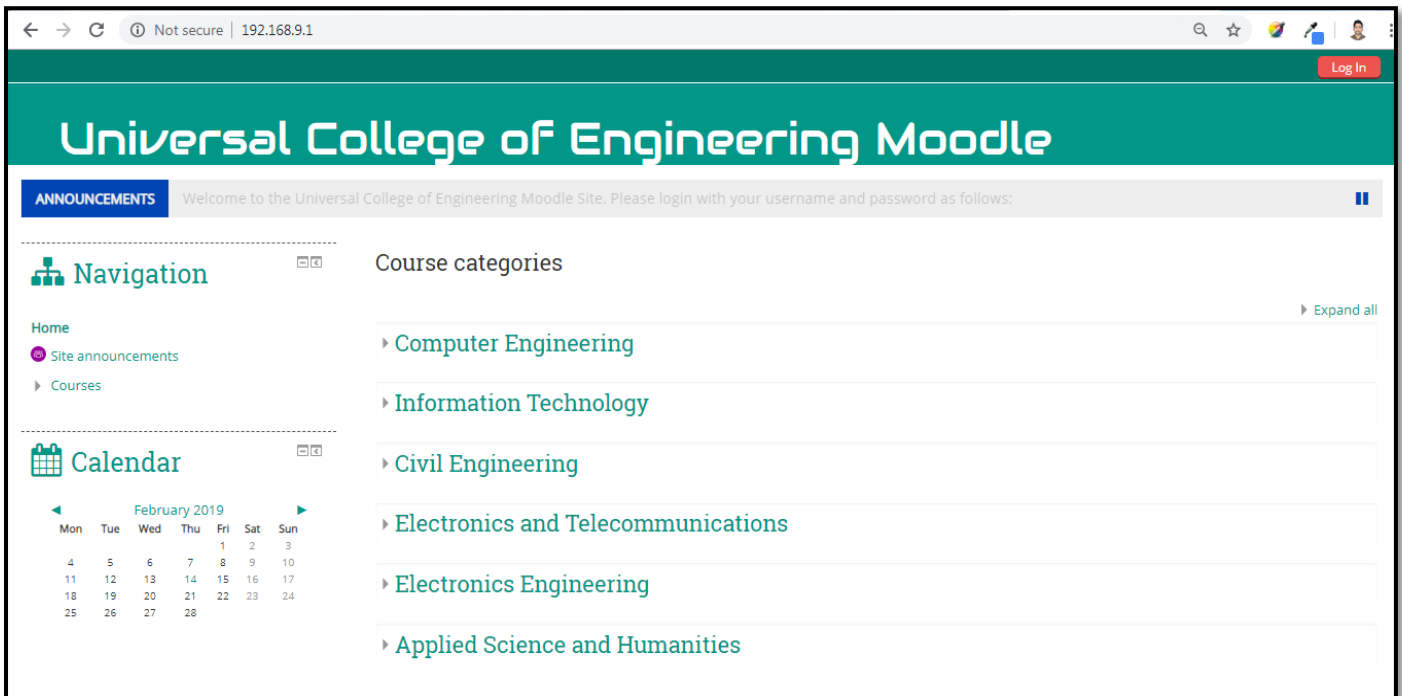 Not secure | 192.168.9.1
Log In
Universal College of Engineering Moodle
ANNOUNCEMENTS Welcome to the Universal College of Engineering Moodle Site. Please login with your username and password as follows:
Navigation
Home
Site announcements
Courses
Calendar
February 2019
Mon Tue Wed Thu Fri Sat Sun
1 2 3
4 5 6 7 8 9 10
11 12 13 14 15 16 17
18 19 20 21 22 23 24
25 26 27 28
Course categories
Expand all
Computer Engineering
Information Technology
Civil Engineering
Electronics and Telecommunications
Electronics Engineering
Applied Science and Humanities